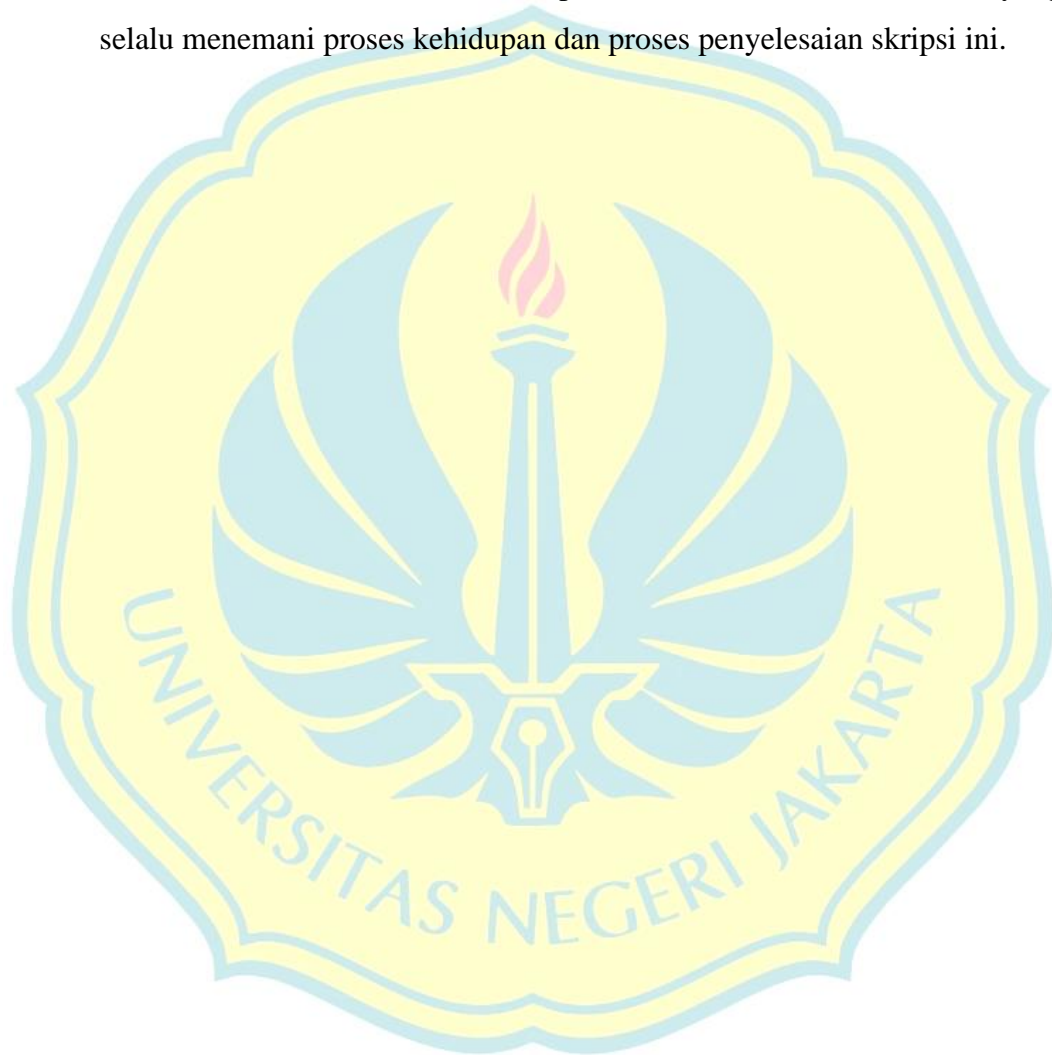 selalu menemani proses kehidupan dan proses penyelesaian skripsi ini.
UNIVERSITAS NEGERI JAKARTA